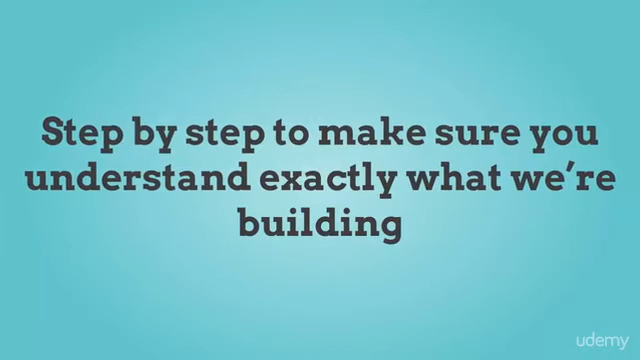 Step by step to make sure you
understand exactly what we’re
building
udemy